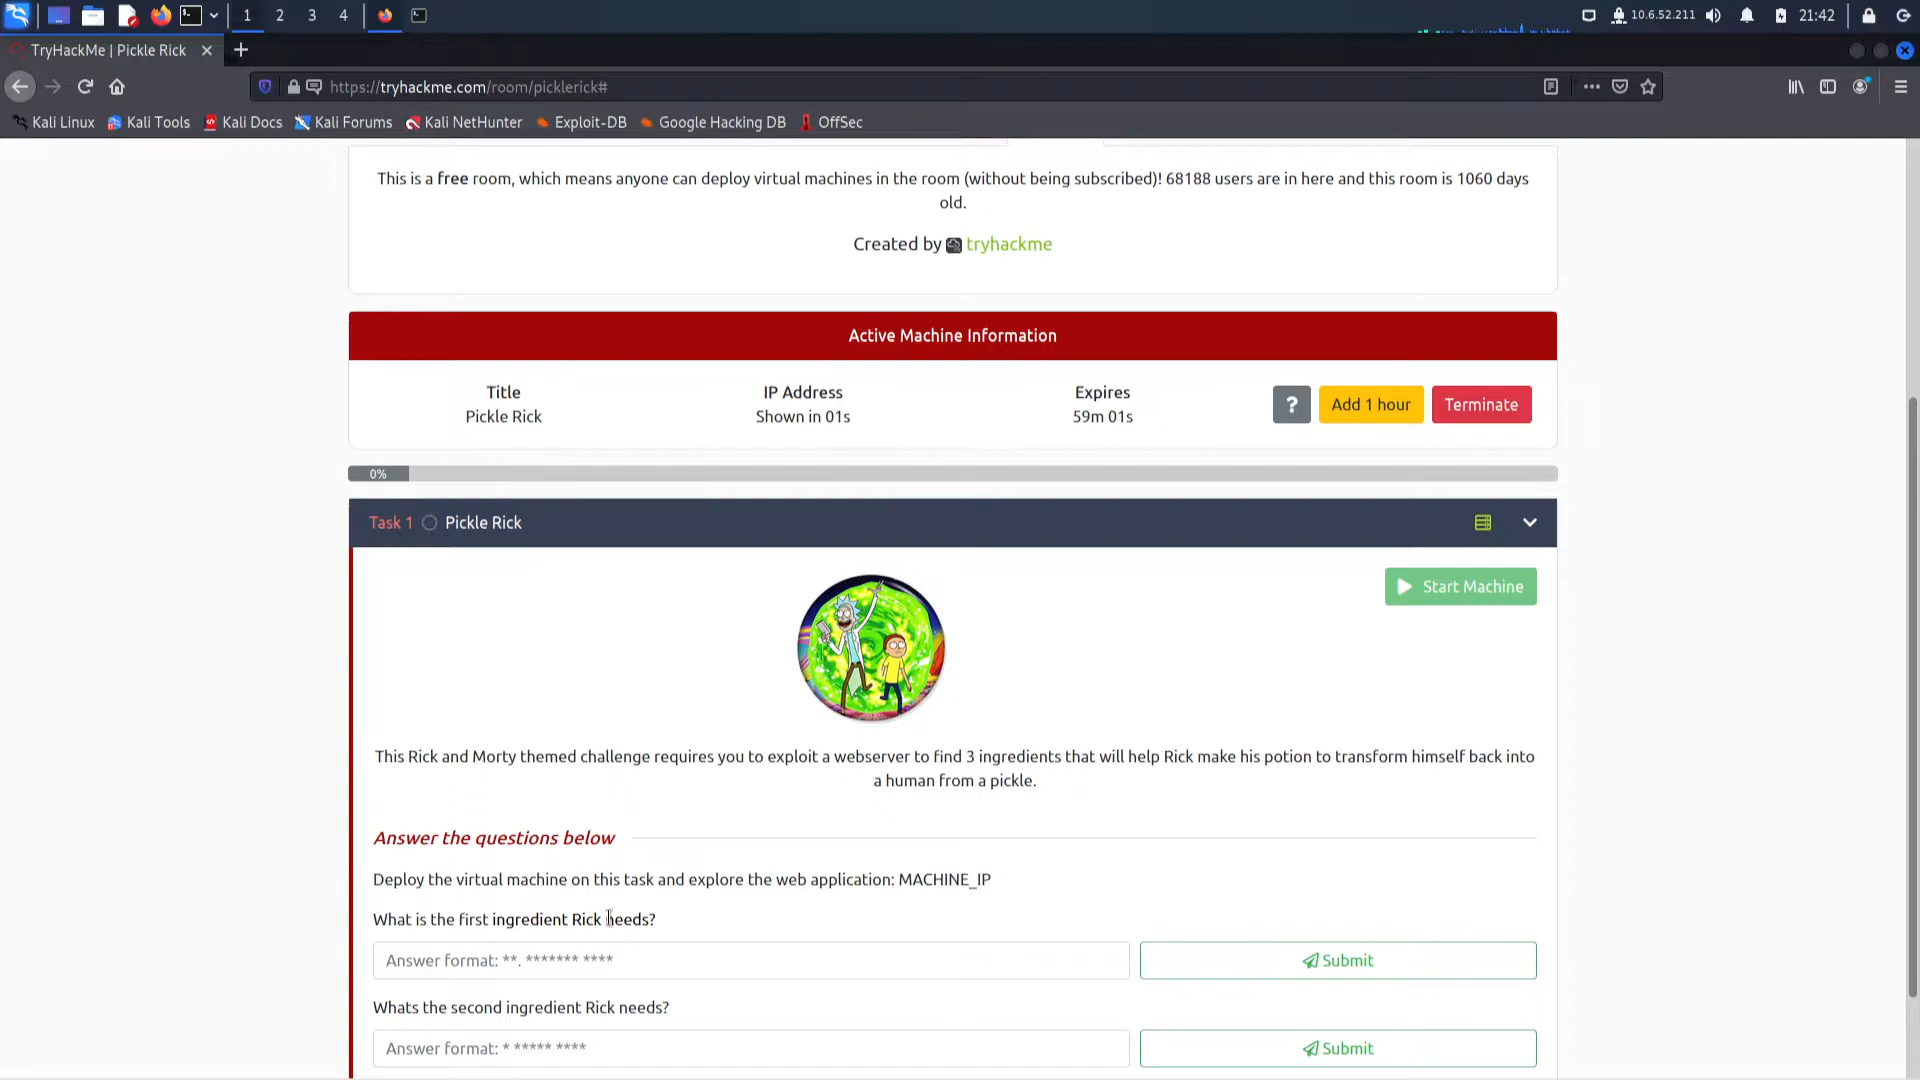 1 2 3 4 10.6.52.211 21:42
TryHackMe | Pickle Rick
https://tryhackme.com/room/picklerick#
Kali Linux Kali Tools Kali Docs Kali Forums Kali NetHunter Exploit-DB Google Hacking DB OffSec
This is a free room, which means anyone can deploy virtual machines in the room (without being subscribed)! 68188 users are in here and this room is 1060 days
old.
Created by tryhackme
Active Machine Information
Title IP Address Expires
Pickle Rick Shown in 01s 59m 01s
? Add 1 hour Terminate
0%
Task 1 Pickle Rick
Start Machine
This Rick and Morty themed challenge requires you to exploit a webserver to find 3 ingredients that will help Rick make his potion to transform himself back into
a human from a pickle.
Answer the questions below
Deploy the virtual machine on this task and explore the web application: MACHINE_IP
What is the first ingredient Rick needs?
Answer format: **. ******* **** Submit
Whats the second ingredient Rick needs?
Answer format: * ***** **** Submit